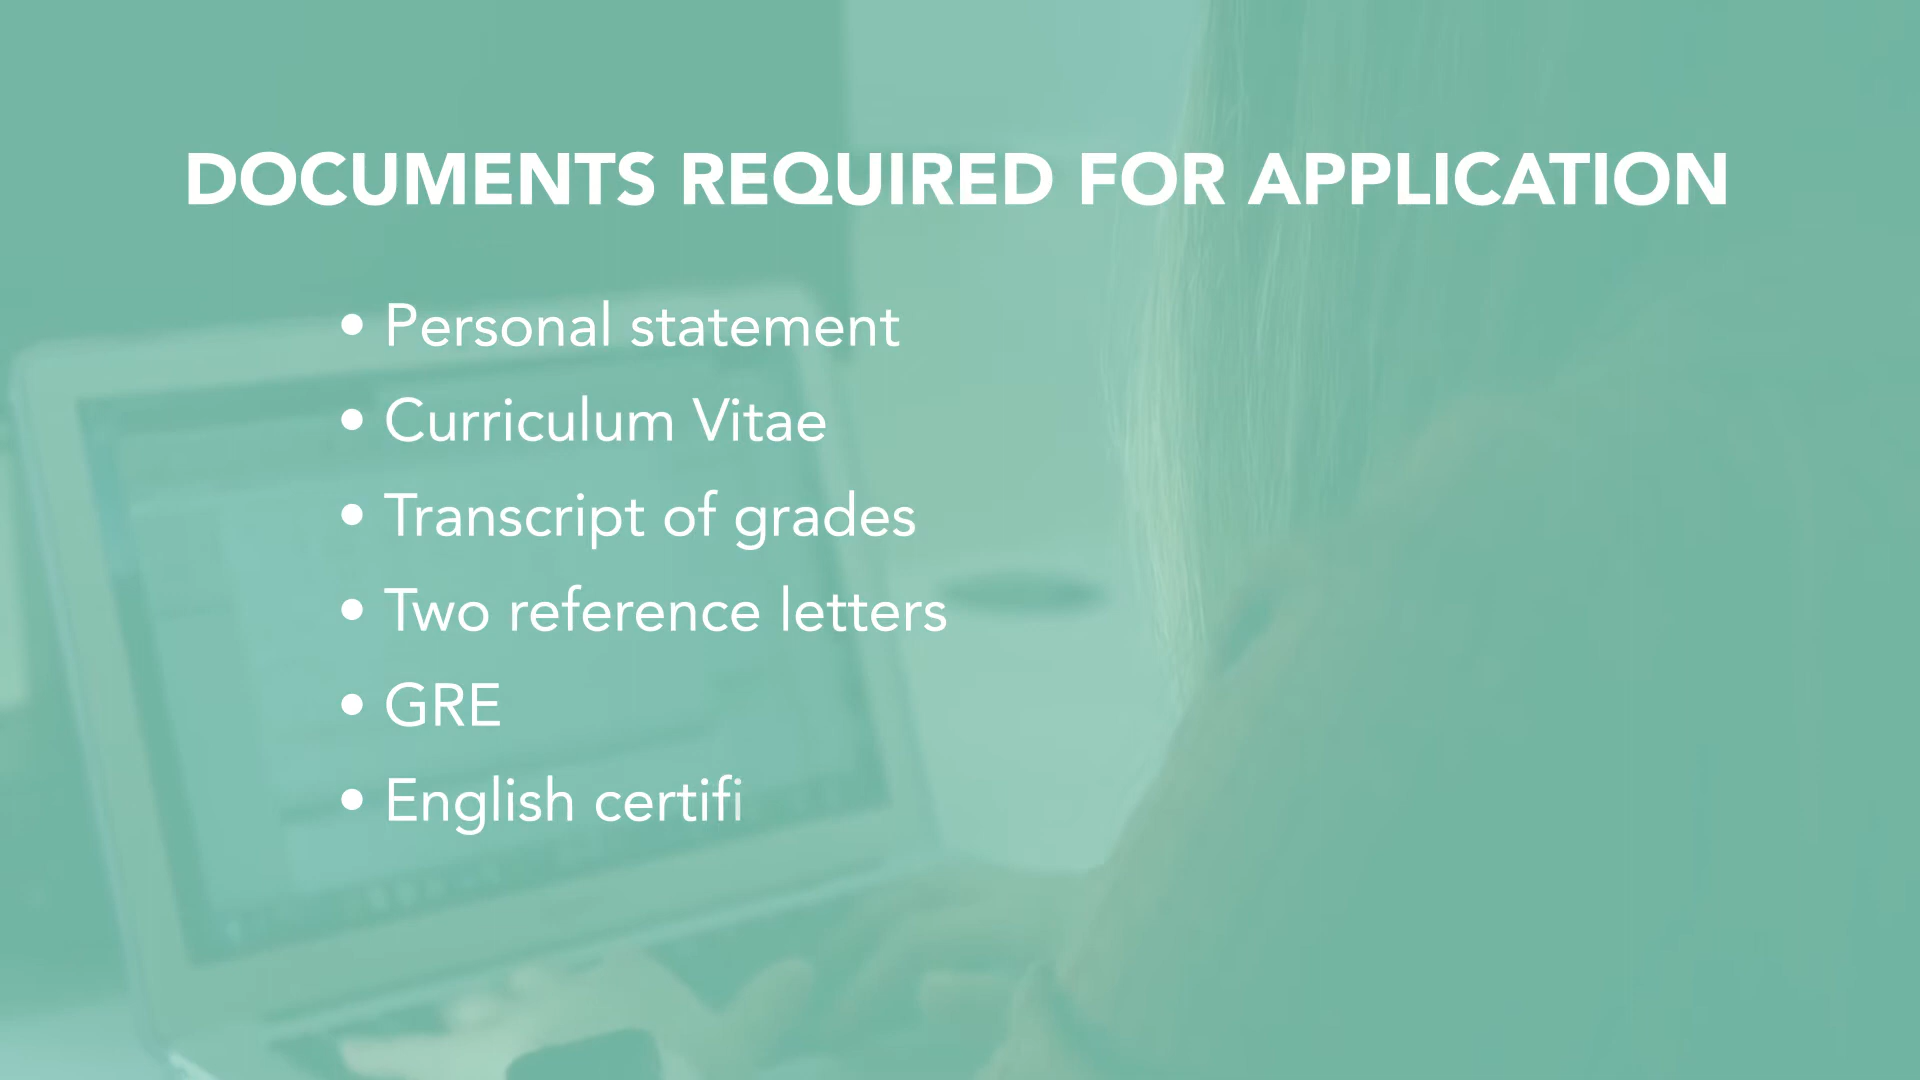 DOCUMENTS REQUIRED FOR APPLICATION
• Personal statement
• Curriculum Vitae
• Transcript of grades
• Two reference letters
• GRE
• English certifi